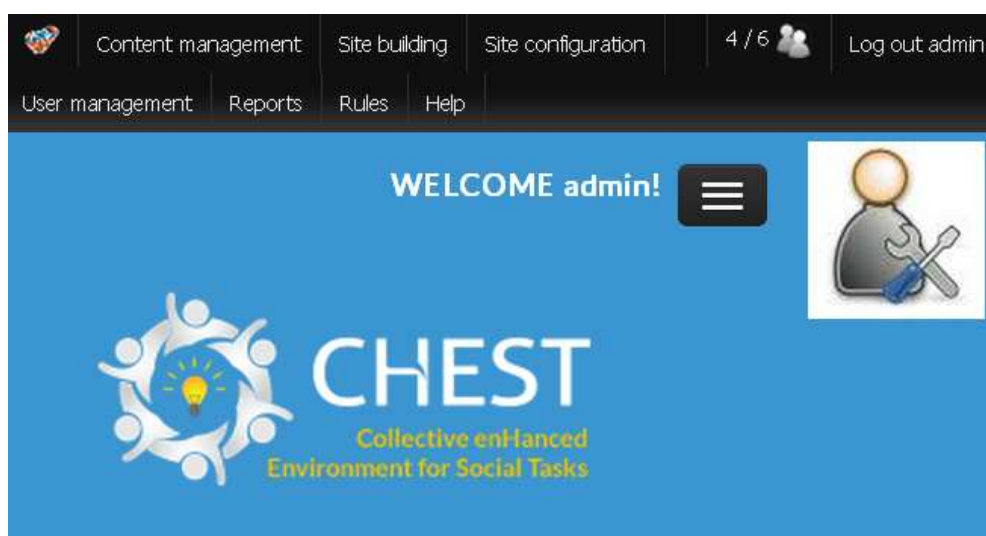 Content management Site building Site configuration 4 / 6 Log out admin
User management Reports Rules Help
WELCOME admin!
CHEST
Collective enHanced
Environment for Social Tasks